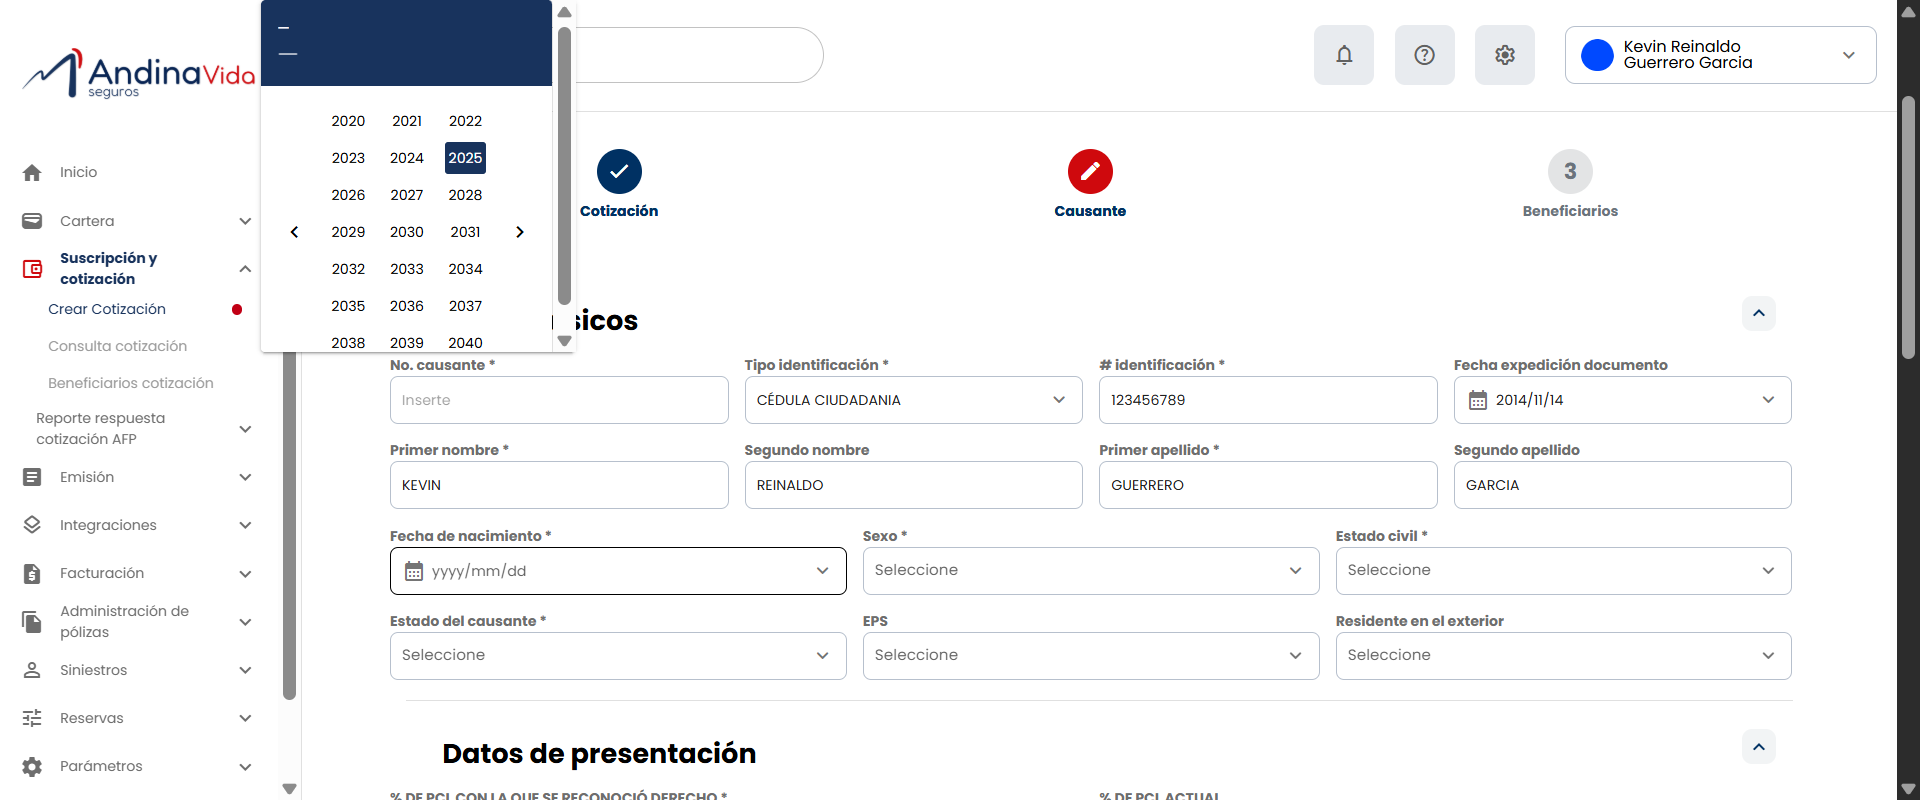 AndinaVida
seguros
Kevin Reinaldo
Guerrero Garcia
Inicio
Cartera
Suscripción y
cotización
Crear Cotización
Consulta cotización
Beneficiarios cotización
Reporte respuesta
cotización AFP
Emisión
Integraciones
Facturación
Administración de
pólizas
Siniestros
Reservas
Parámetros
2020 2021 2022
2023 2024 2025
2026 2027 2028
2029 2030 2031
2032 2033 2034
2035 2036 2037
2038 2039 2040
Cotización
Causante
3
Beneficiarios
sicos
No. causante *
Inserte
Tipo identificación *
CÉDULA CIUDADANIA
# identificación *
123456789
Fecha expedición documento
2014/11/14
Primer nombre *
KEVIN
Segundo nombre
REINALDO
Primer apellido *
GUERRERO
Segundo apellido
GARCIA
Fecha de nacimiento *
yyyy/mm/dd
Sexo *
Seleccione
Estado civil *
Seleccione
Estado del causante *
Seleccione
EPS
Seleccione
Residente en el exterior
Seleccione
Datos de presentación
% DE PCL CON LA QUE SE RECONOCIÓ DERECHO *
% DE PCL ACTUAL